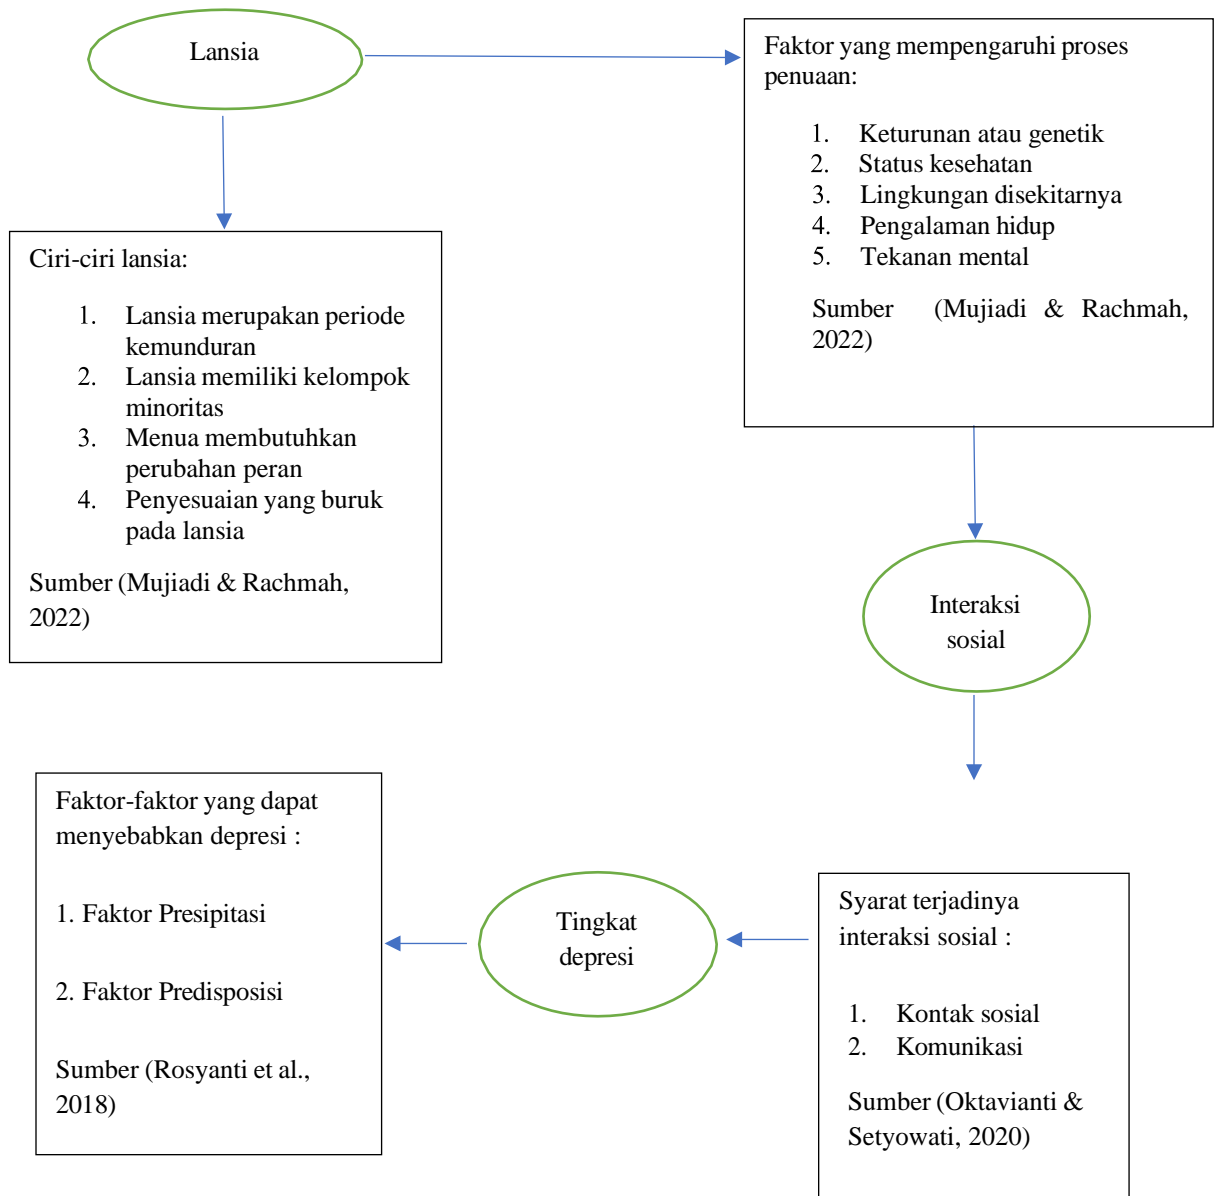 Lansia
Faktor yang mempengaruhi proses
penuaan:
1. Keturunan atau genetik
2. Status kesehatan
3. Lingkungan disekitarnya
4. Pengalaman hidup
5. Tekanan mental
Sumber (Mujiadi & Rachmah,
2022)
Ciri-ciri lansia:
1. Lansia merupakan periode
kemunduran
2. Lansia memiliki kelompok
minoritas
3. Menua membutuhkan
perubahan peran
4. Penyesuaian yang buruk
pada lansia
Sumber (Mujiadi & Rachmah,
2022)
Interaksi
sosial
Syarat terjadinya
interaksi sosial :
1. Kontak sosial
2. Komunikasi
Sumber (Oktavianti &
Setyowati, 2020)
Tingkat
depresi
Faktor-faktor yang dapat
menyebabkan depresi :
1. Faktor Presipitasi
2. Faktor Predisposisi
Sumber (Rosyanti et al.,
2018)